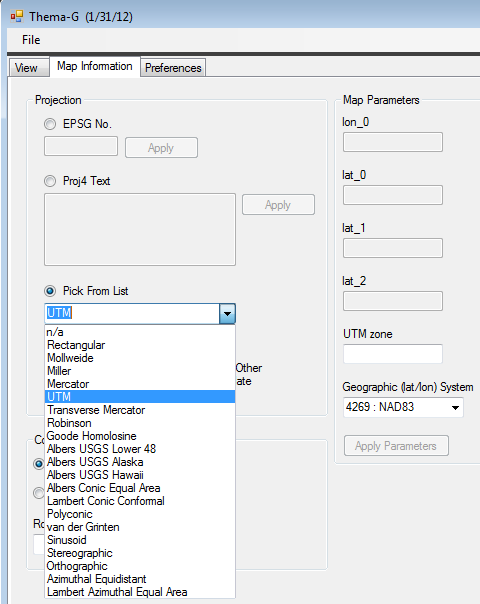 Thema-G (1/31/12)
File
View
Map Information
Preferences
Projection
EPSG No.
Apply
Proj4 Text
Apply
Pick From List
UTM
n/a
Rectangular
Mollweide
Miller
Mercator
UTM
Transverse Mercator
Robinson
Goode Homolosine
Albers USGS Lower 48
Albers USGS Alaska
Albers USGS Hawaii
Albers Conic Equal Area
Lambert Conic Conformal
Polyconic
van der Grinten
Sinusoid
Stereographic
Orthographic
Azimuthal Equidistant
Lambert Azimuthal Equal Area
Other
ate
Co
Ro
Map Parameters
lon_0
lat_0
lat_1
lat_2
UTM zone
Geographic (lat/lon) System
4269 : NAD83
Apply Parameters